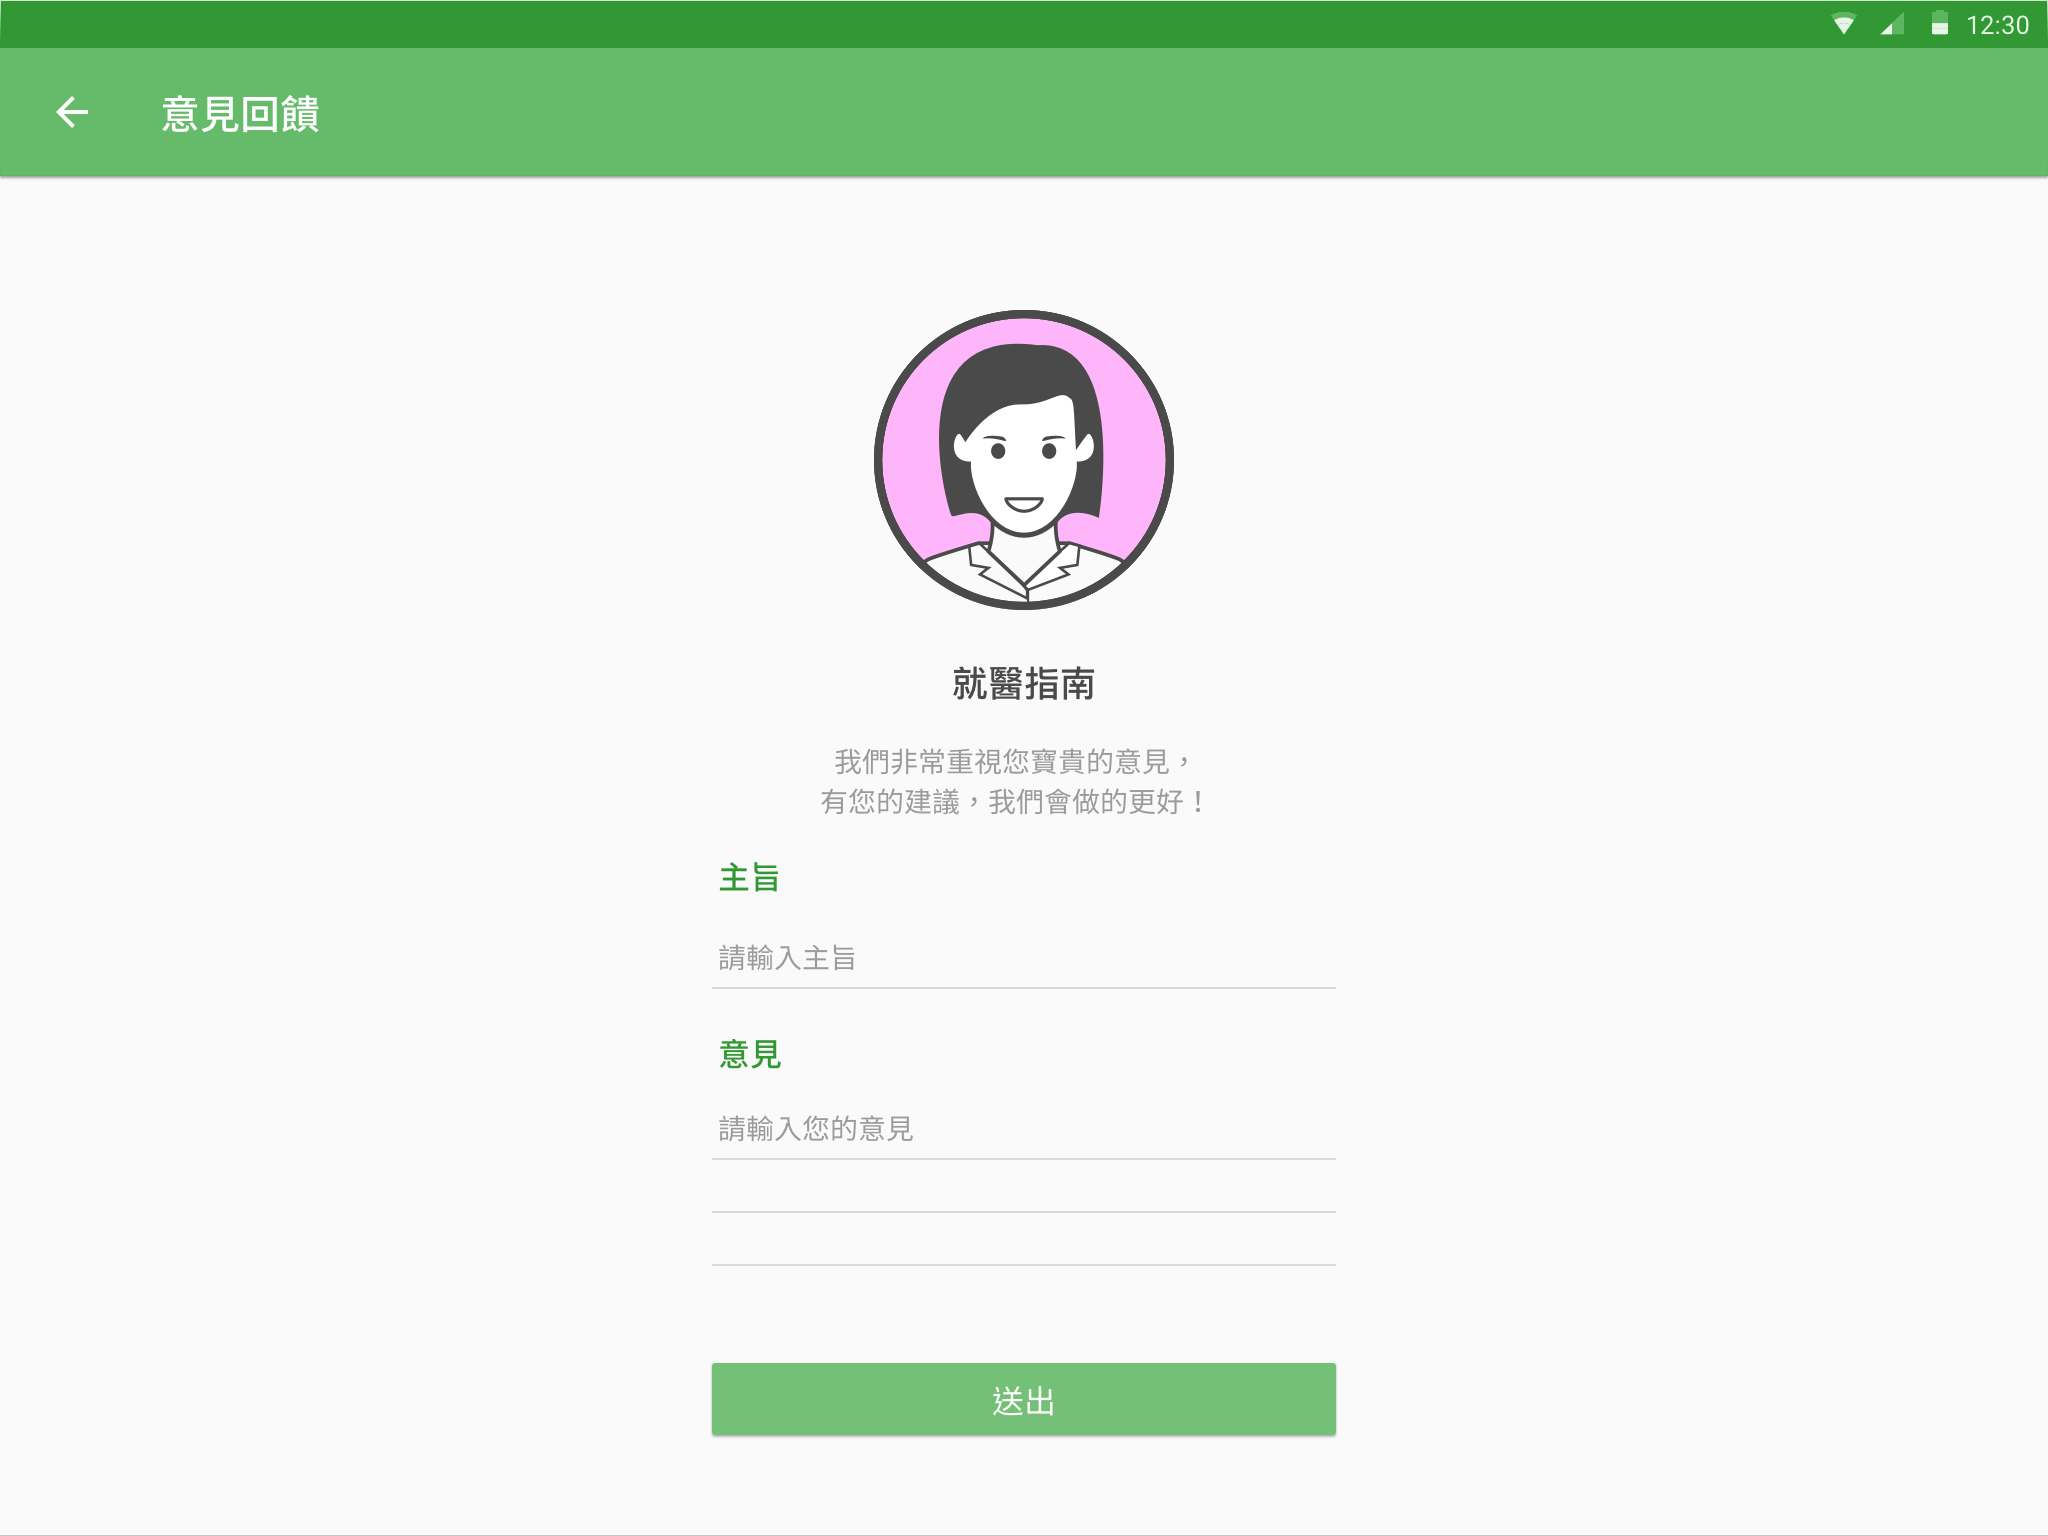 12:30
意見回饋
就醫指南
我們非常重視您寶貴的意見，
有您的建議，我們會做的更好！
主旨
請輸入主旨
意見
請輸入您的意見
送出